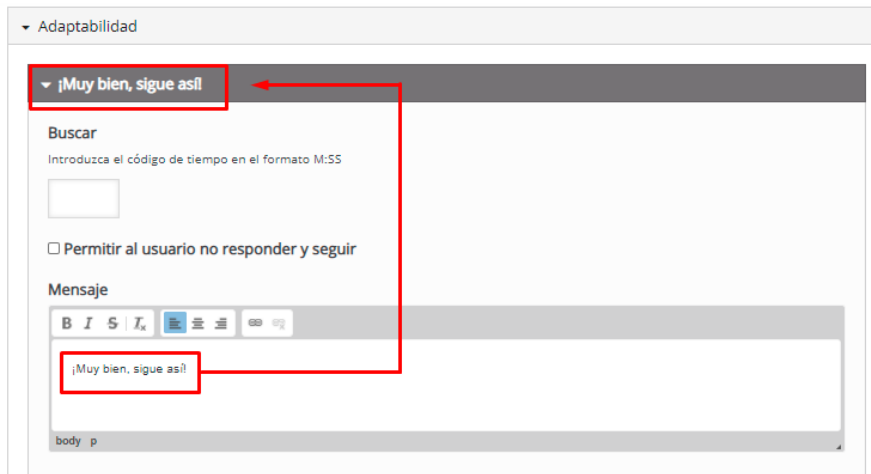 Adaptabilidad
¡Muy bien, sigue así!
Buscar
Introduzca el código de tiempo en el formato M:SS
Permitir al usuario no responder y seguir
Mensaje
B I S Tx
¡Muy bien, sigue así!
body p